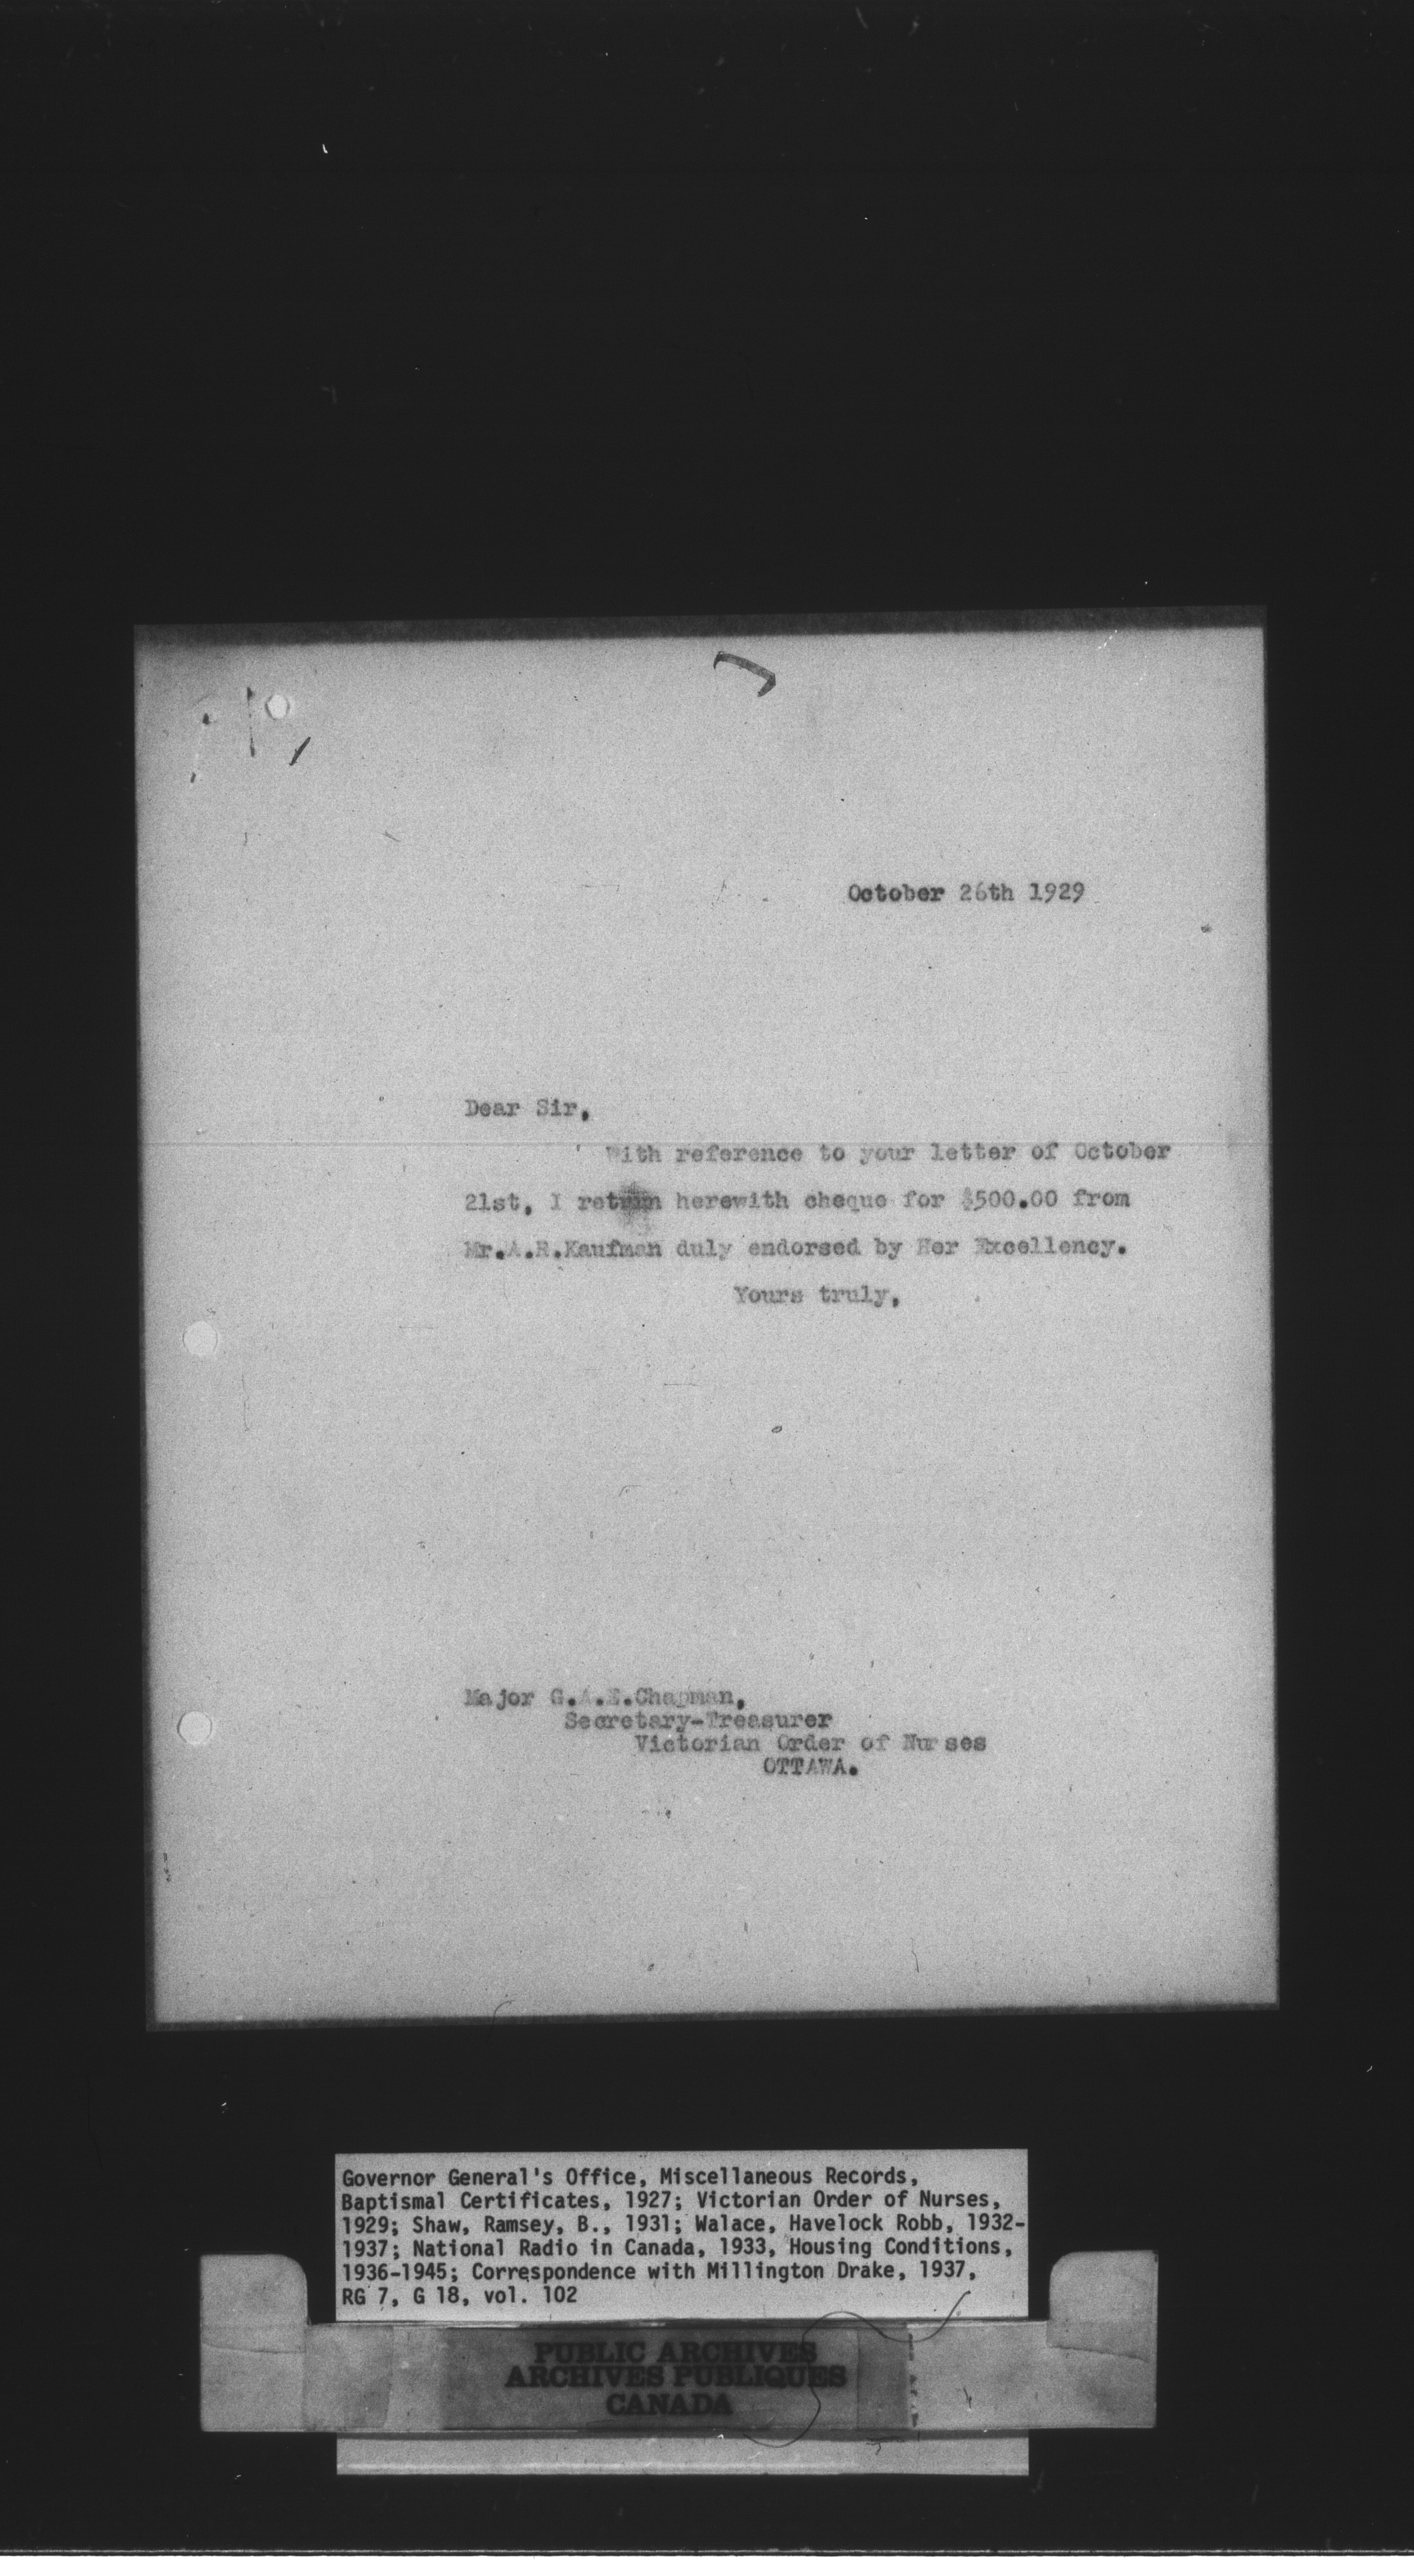 October 26th 1929
Dear Sir,
With reference to your letter of October
21st, I return herewith cheque for $500.00 from
Mr.A.R.Kaufman duly endorsed by Her Excellency.
Yours truly,
Major G.A.E.Chapman,
Secretary-Treasurer
Victorian Order of Nurses
OTTAWA.
Governor General's Office, Miscellaneous Records,
Baptismal Certificates, 1927; Victorian Order of Nurses,
1929; Shaw, Ramsey, B., 1931; Walace, Havelock Robb, 1932-
1937; National Radio in Canada, 1933, Housing Conditions,
1936-1945; Correspondence with Millington Drake, 1937,
RG 7, G 18, vol. 102
PUBLIC ARCHIVES
ARCHIVES PUBLIQUES
CANADA